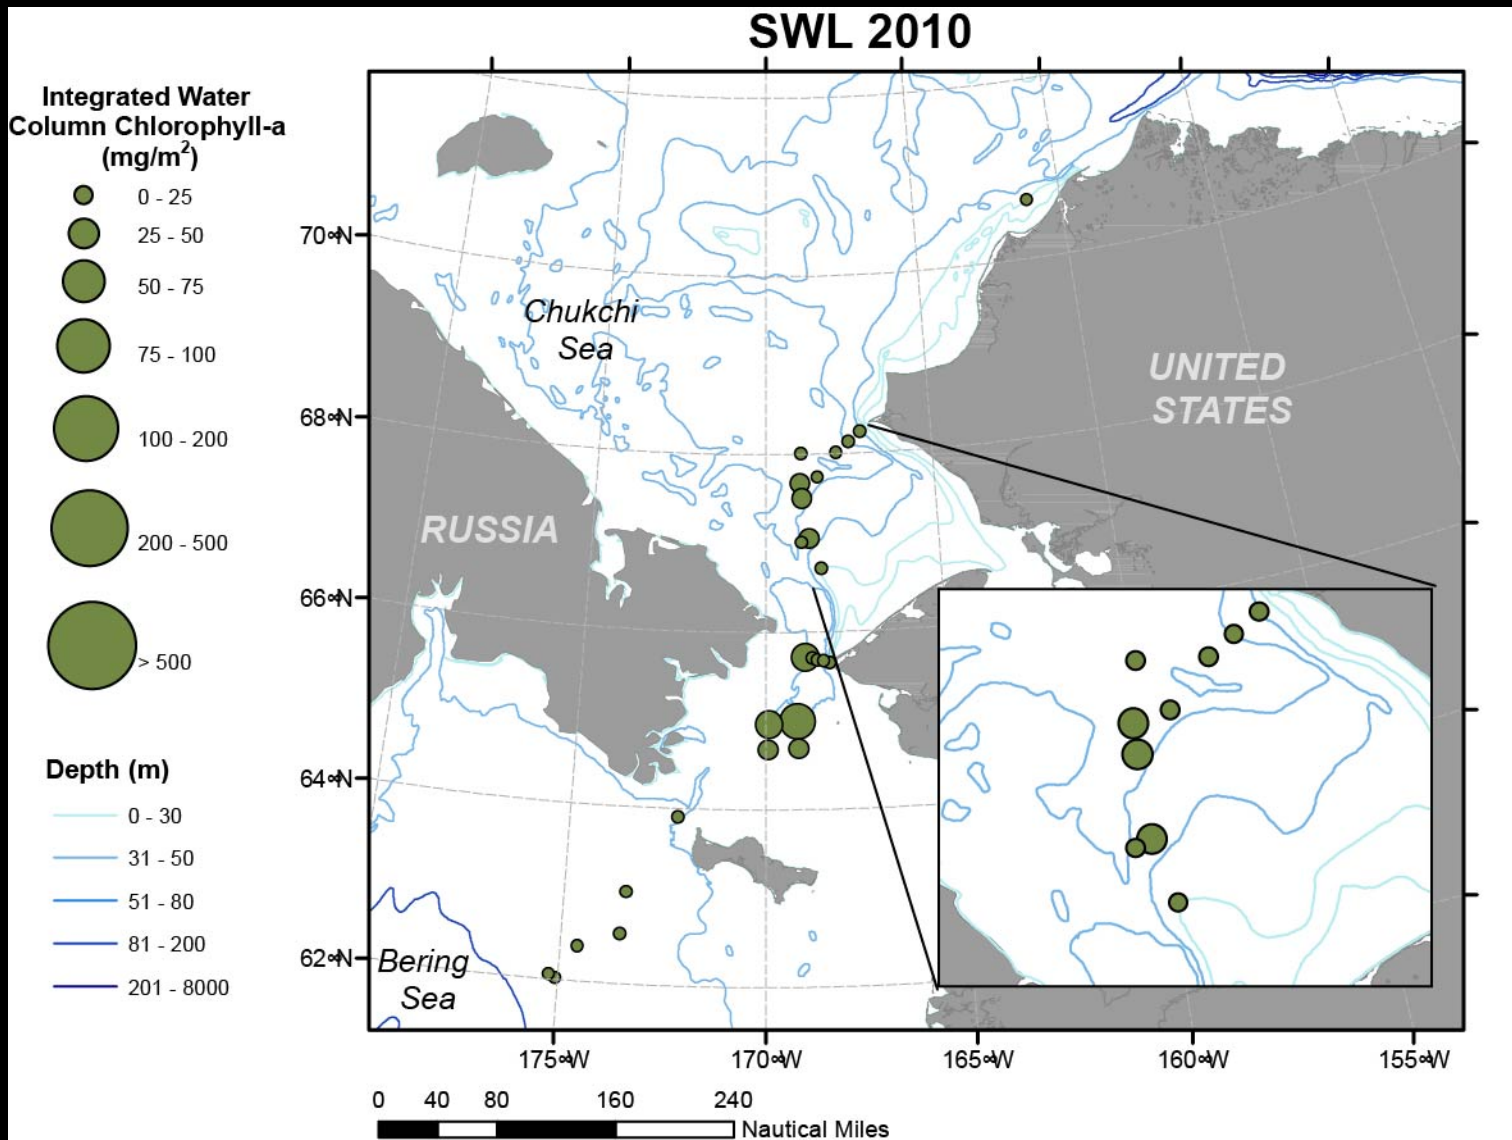 SWL 2010
Integrated Water
Column Chlorophyll-a
(mg/m²)
0 - 25
25 - 50
50 - 75
75 - 100
100 - 200
200 - 500
> 500
Depth (m)
0 - 30
31 - 50
51 - 80
81 - 200
201 - 8000
70°N
68°N
66°N
64°N
62°N
Chukchi
Sea
UNITED
STATES
RUSSIA
Bering
Sea
175°W
170°W
165°W
160°W
155°W
0 40 80 160 240
Nautical Miles